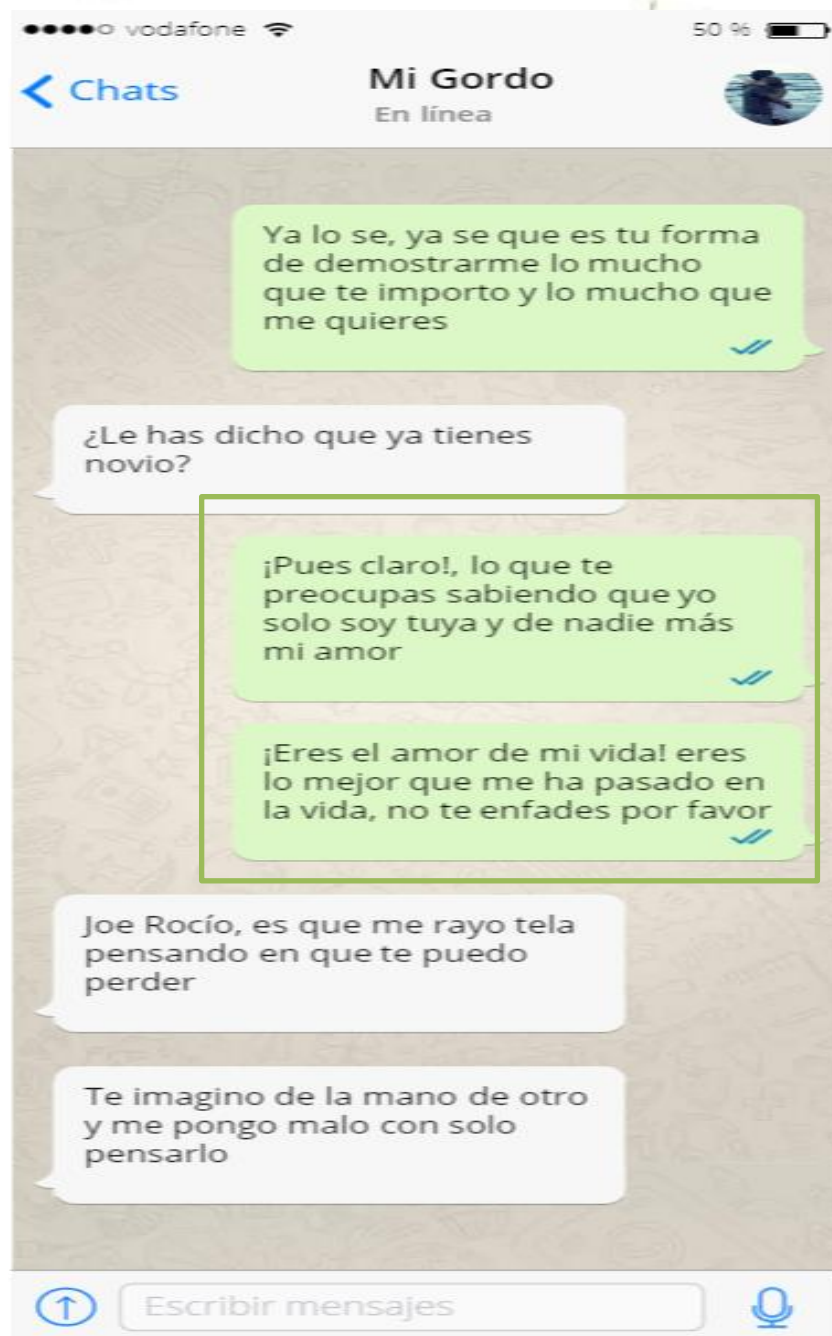 vodafone
50 %
Chats
Mi Gordo
En línea
Ya lo se, ya se que es tu forma
de demostrarme lo mucho
que te importo y lo mucho que
me quieres
¿Le has dicho que ya tienes
novio?
¡Pues claro!, lo que te
preocupas sabiendo que yo
solo soy tuya y de nadie más
mi amor
¡Eres el amor de mi vida! eres
lo mejor que me ha pasado en
la vida, no te enfades por favor
Joe Rocío, es que me rayo tela
pensando en que te puedo
perder
Te imagino de la mano de otro
y me pongo malo con solo
pensarlo
Escribir mensajes